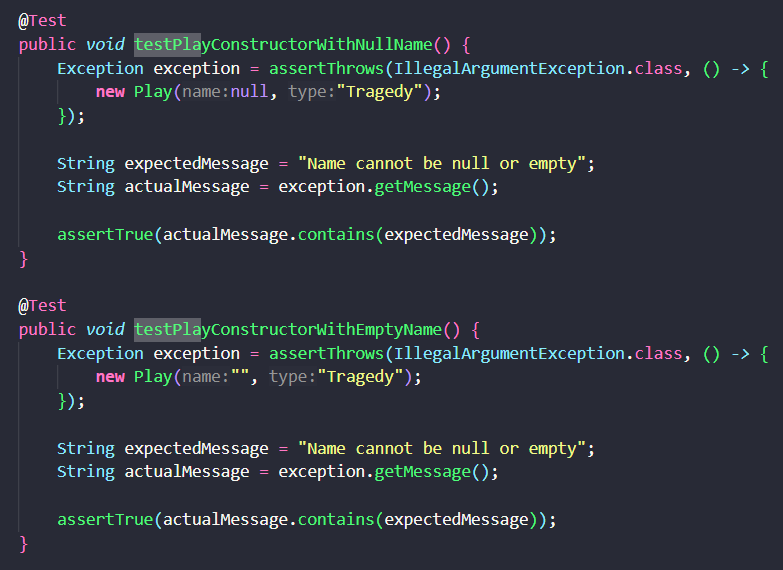 @Test
public void testPlayConstructorWithNullName() {
Exception exception = assertThrows(IllegalArgumentException.class, () -> {
new Play(name:null, type:"Tragedy");
});
String expectedMessage = "Name cannot be null or empty";
String actualMessage = exception.getMessage();
assertTrue(actualMessage.contains(expectedMessage));
}
@Test
public void testPlayConstructorWithEmptyName() {
Exception exception = assertThrows(IllegalArgumentException.class, () -> {
new Play(name:"", type:"Tragedy");
});
String expectedMessage = "Name cannot be null or empty";
String actualMessage = exception.getMessage();
assertTrue(actualMessage.contains(expectedMessage));
}